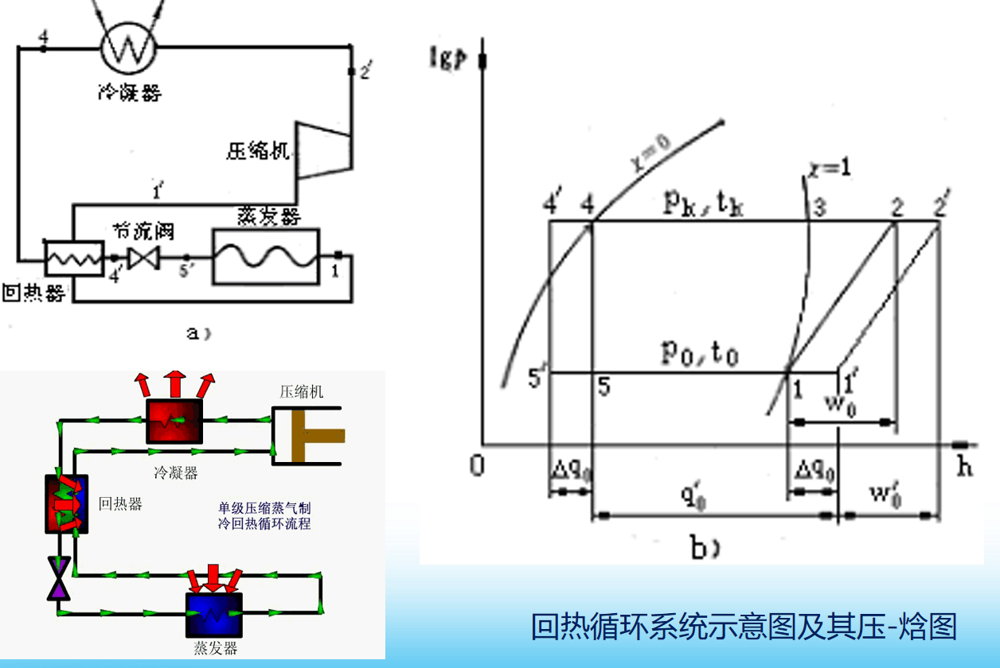 4
2′
冷凝器
压缩机
1′
蒸发器
节流阀
4′
5′
1
回热器
a)
压缩机
冷凝器
回热器
单级压缩蒸气制
冷回热循环流程
蒸发器
lgp
x=0
x=1
4′ 4 pk,tk 3 2 2′
p0,t0
5′ 5 1 1′
w0
0 h
Δq0 Δq0
q′0 w′0
b)
回热循环系统示意图及其压-焓图